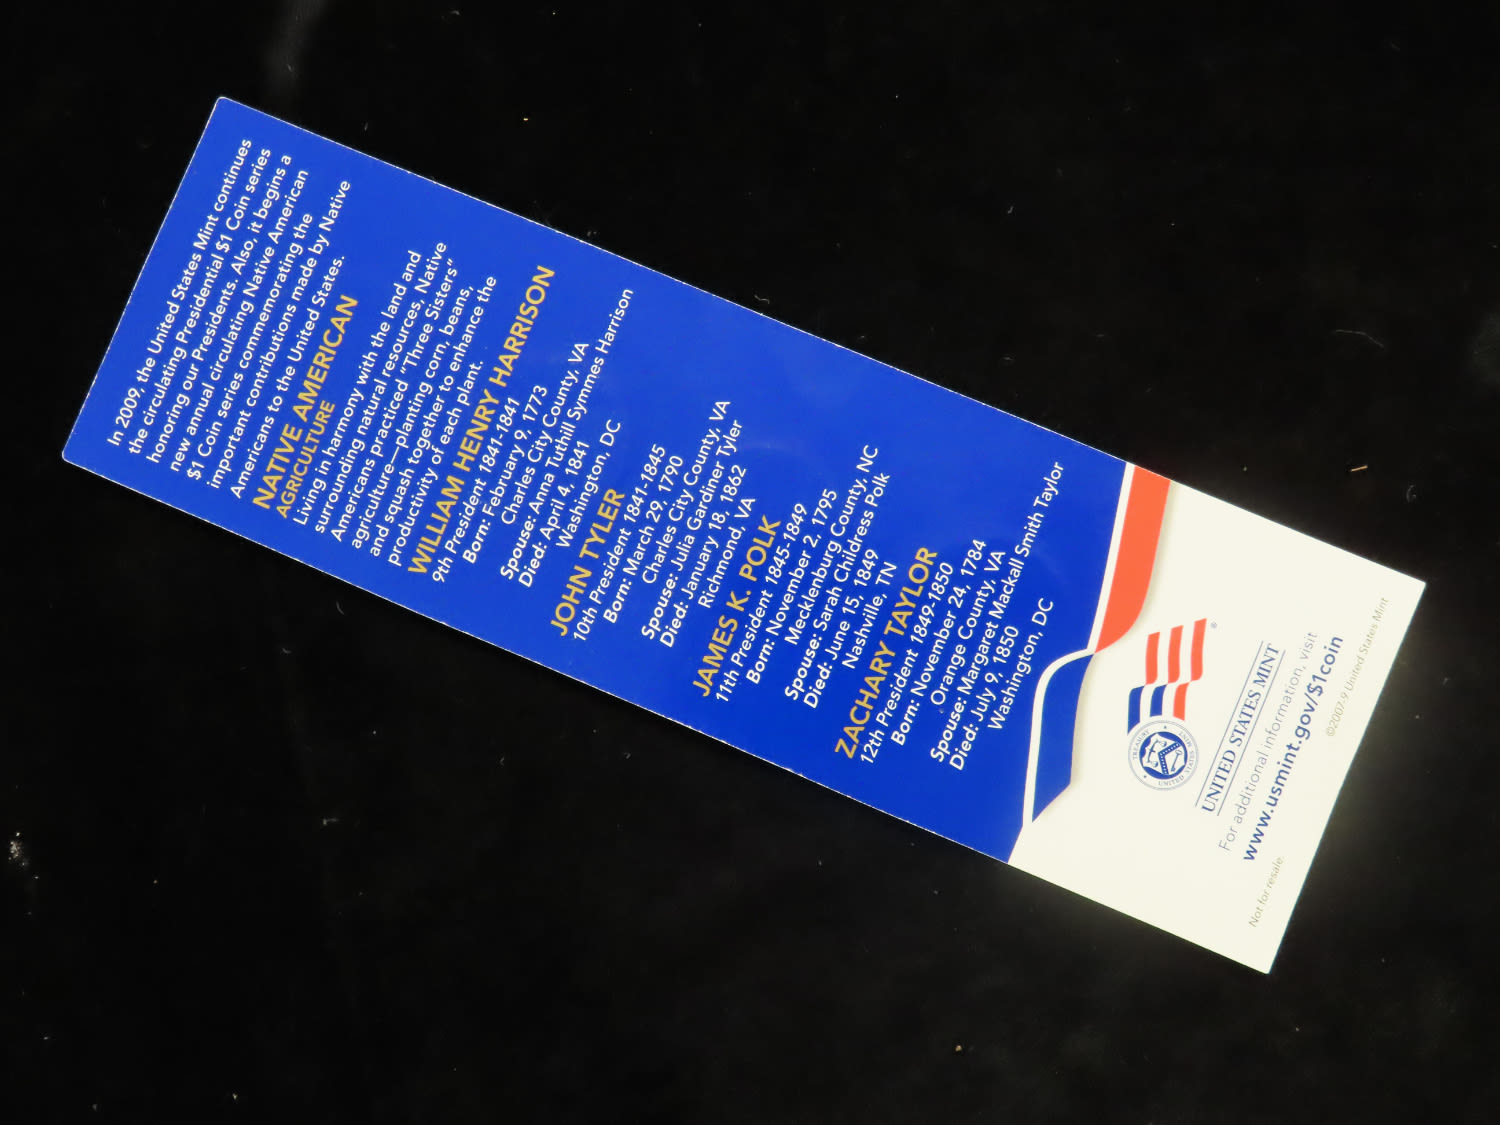 In 2009, the United States Mint continues
the circulating Presidential $1 Coin series
honoring our Presidents. Also, it begins a
new annual circulating Native American
$1 Coin series commemorating the
important contributions made by Native
Americans to the United States.
NATIVE AMERICAN
AGRICULTURE
Living in harmony with the land and
surrounding natural resources, Native
Americans practiced "Three Sisters"
agriculture—planting corn, beans,
and squash together to enhance the
productivity of each plant.
WILLIAM HENRY HARRISON
9th President 1841-1841
Born: February 9, 1773
Charles City County, VA
Spouse: Anna Tuthill Symmes Harrison
Died: April 4, 1841
Washington, DC
JOHN TYLER
10th President 1841-1845
Born: March 29, 1790
Charles City County, VA
Spouse: Julia Gardiner Tyler
Died: January 18, 1862
Richmond, VA
JAMES K. POLK
11th President 1845-1849
Born: November 2, 1795
Mecklenburg County, NC
Spouse: Sarah Childress Polk
Died: June 15, 1849
Nashville, TN
ZACHARY TAYLOR
12th President 1849-1850
Born: November 24, 1784
Orange County, VA
Spouse: Margaret Mackall Smith Taylor
Died: July 9, 1850
Washington, DC
®
TREASURY
UNITED STATES MINT
UNITED STATES MINT
For additional information, visit
www.usmint.gov/$1coin
Not for resale.
©2007-9 United States Mint